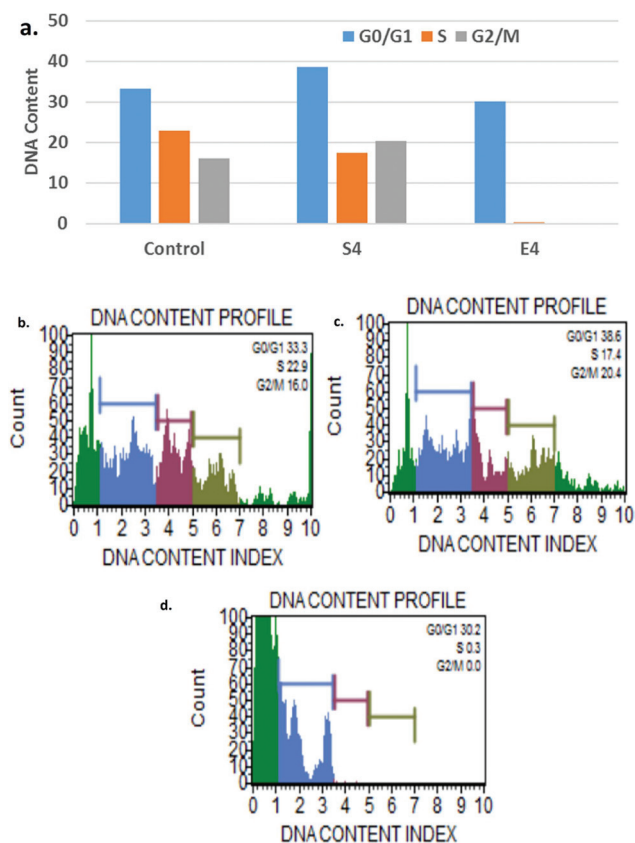 a.
G0/G1 S G2/M
50
40
30
20
10
0
DNA Content
Control S4 E4
b.
DNA CONTENT PROFILE
G0/G1 33.3
S 22.9
G2/M 16.0
100
90
80
70
60
50
40
30
20
10
0
Count
0 1 2 3 4 5 6 7 8 9 10
DNA CONTENT INDEX
c.
DNA CONTENT PROFILE
G0/G1 38.6
S 17.4
G2/M 20.4
100
90
80
70
60
50
40
30
20
10
0
Count
0 1 2 3 4 5 6 7 8 9 10
DNA CONTENT INDEX
d.
DNA CONTENT PROFILE
G0/G1 30.2
S 0.3
G2/M 0.0
100
90
80
70
60
50
40
30
20
10
0
Count
0 1 2 3 4 5 6 7 8 9 10
DNA CONTENT INDEX